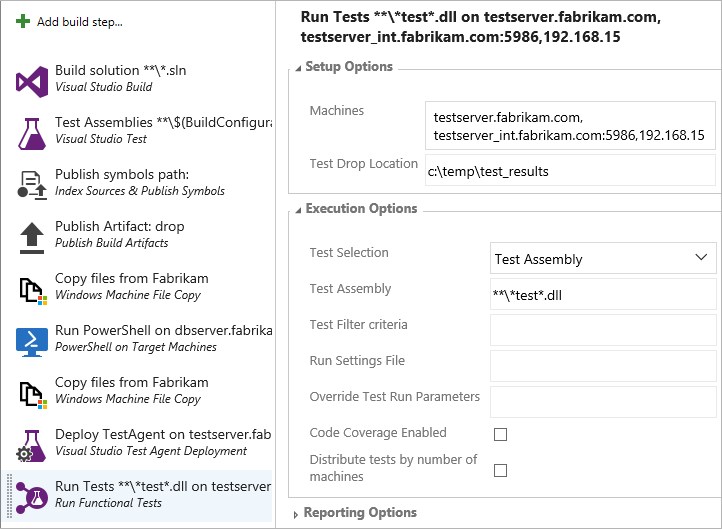 Add build step...
Build solution **\*.sln
Visual Studio Build
Test Assemblies **\$(BuildConfigura
Visual Studio Test
Publish symbols path:
Index Sources & Publish Symbols
Publish Artifact: drop
Publish Build Artifacts
Copy files from Fabrikam
Windows Machine File Copy
Run PowerShell on dbserver.fabrika
PowerShell on Target Machines
Copy files from Fabrikam
Windows Machine File Copy
Deploy TestAgent on testserver.fab
Visual Studio Test Agent Deployment
Run Tests **\*test*.dll on testserver
Run Functional Tests
Run Tests **\*test*.dll on testserver.fabrikam.com,
testserver_int.fabrikam.com:5986,192.168.15
Setup Options
Machines
testserver.fabrikam.com,
testserver_int.fabrikam.com:5986,192.168.15
Test Drop Location
c:\temp\test_results
Execution Options
Test Selection
Test Assembly
Test Assembly
**\*test*.dll
Test Filter criteria
Run Settings File
Override Test Run Parameters
Code Coverage Enabled
Distribute tests by number of
machines
Reporting Options